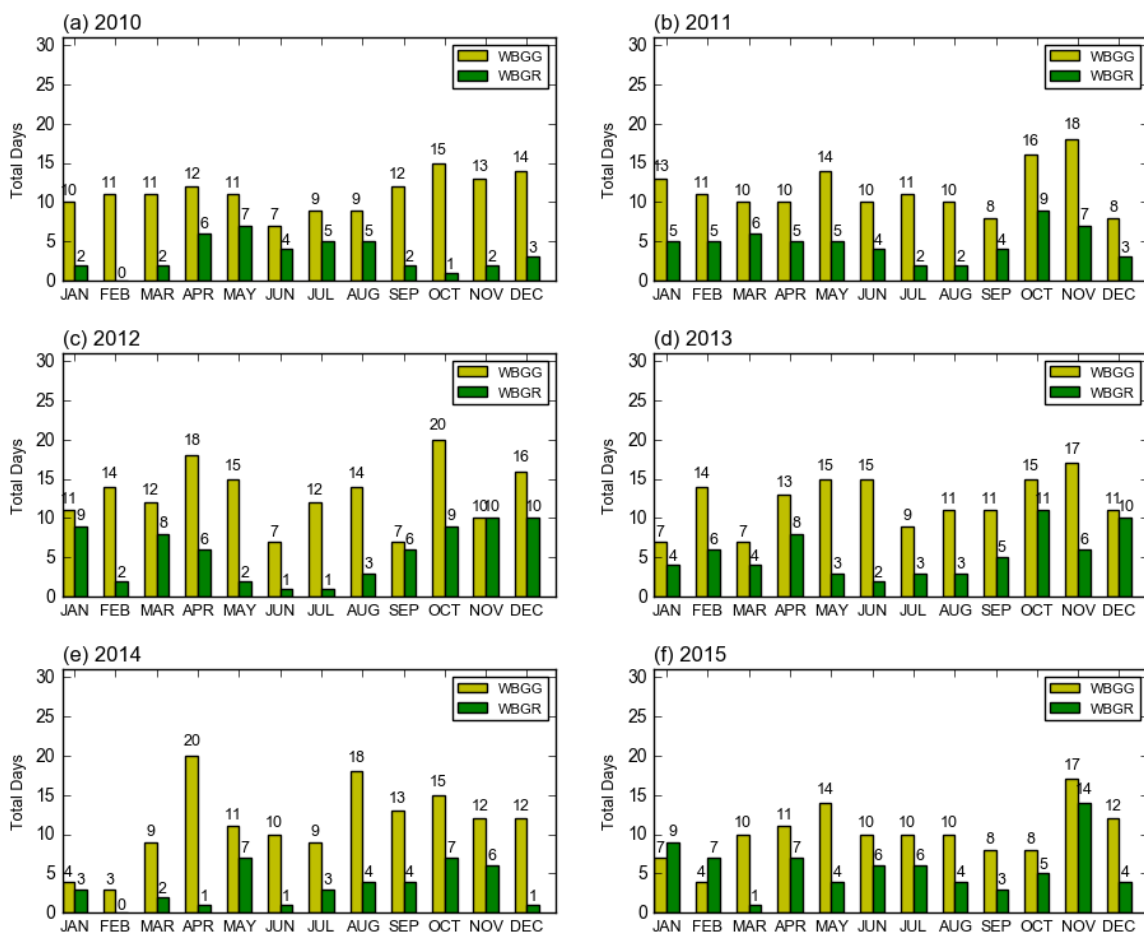 (a) 2010
WBGG
WBGR
Total Days
30
25
20
15
10
5
0
10 11 11 12 11 7 9 9 12 15 13 14
2 0 2 6 7 4 5 5 2 1 2 3
JAN FEB MAR APR MAY JUN JUL AUG SEP OCT NOV DEC
(b) 2011
WBGG
WBGR
Total Days
30
25
20
15
10
5
0
13 11 10 10 14 10 11 10 8 16 18 8
5 5 6 5 5 4 2 2 4 9 7 3
JAN FEB MAR APR MAY JUN JUL AUG SEP OCT NOV DEC
(c) 2012
WBGG
WBGR
Total Days
30
25
20
15
10
5
0
11 14 12 18 15 7 12 14 7 20 10 16
9 2 8 6 2 1 1 3 6 9 10 10
JAN FEB MAR APR MAY JUN JUL AUG SEP OCT NOV DEC
(d) 2013
WBGG
WBGR
Total Days
30
25
20
15
10
5
0
7 14 7 13 15 15 9 11 11 15 17 11
4 6 4 8 3 2 3 3 5 11 6 10
JAN FEB MAR APR MAY JUN JUL AUG SEP OCT NOV DEC
(e) 2014
WBGG
WBGR
Total Days
30
25
20
15
10
5
0
4 3 9 20 11 10 9 18 13 15 12 12
3 0 2 1 7 1 3 4 4 7 6 1
JAN FEB MAR APR MAY JUN JUL AUG SEP OCT NOV DEC
(f) 2015
WBGG
WBGR
Total Days
30
25
20
15
10
5
0
7 4 10 11 14 10 10 10 8 8 17 12
9 7 1 7 4 6 6 4 3 5 14 4
JAN FEB MAR APR MAY JUN JUL AUG SEP OCT NOV DEC